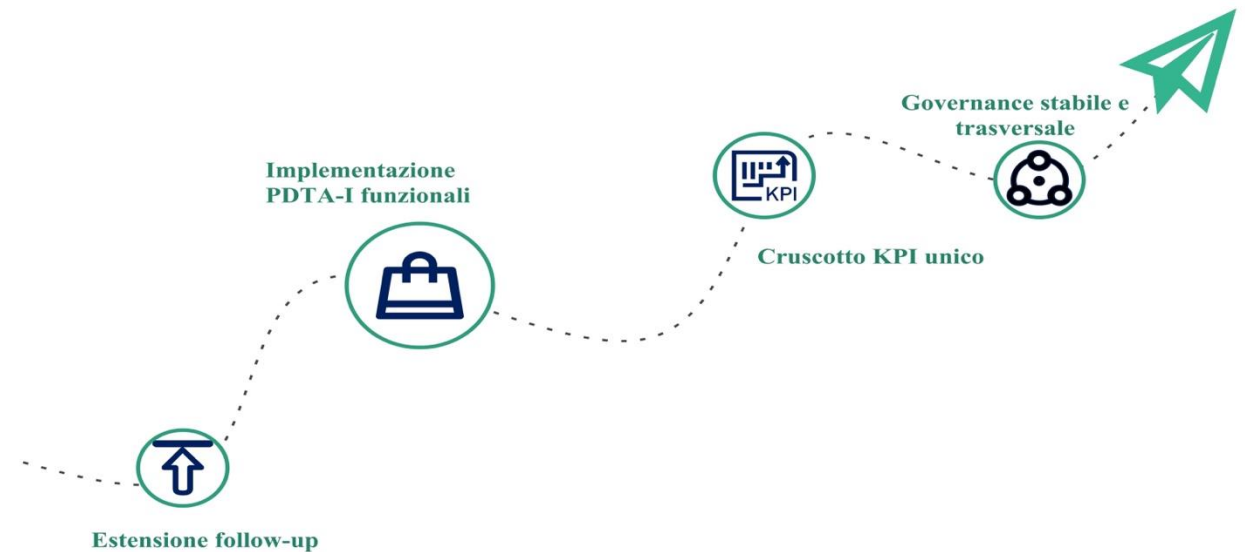 Governance stabile e
trasversale
Implementazione
PDTA-I funzionali
KPI
Cruscotto KPI unico
Estensione follow-up